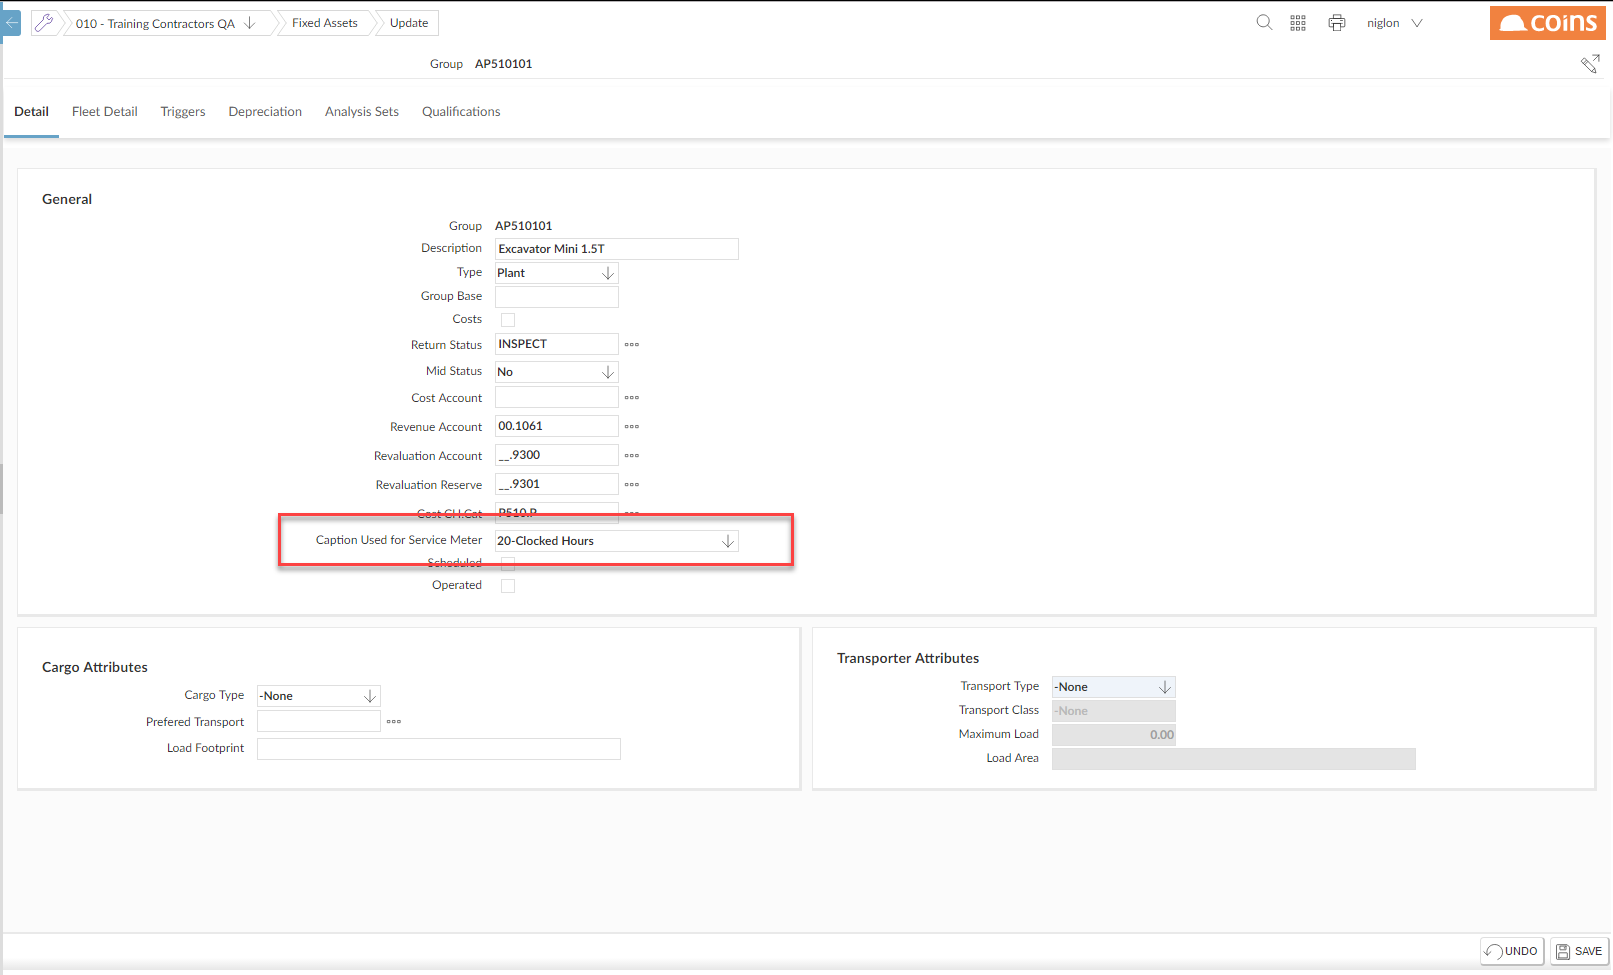 010 - Training Contractors QA Fixed Assets Update niglon coins
Group AP510101
Detail Fleet Detail Triggers Depreciation Analysis Sets Qualifications
General
Group AP510101
Description Excavator Mini 1.5T
Type Plant
Group Base
Costs
Return Status INSPECT
Mid Status No
Cost Account
Revenue Account 00.1061
Revaluation Account __.9300
Revaluation Reserve __.9301
Cost CH.Cat P510.P
Caption Used for Service Meter 20-Clocked Hours
Scheduled
Operated
Cargo Attributes
Cargo Type -None
Prefered Transport
Load Footprint
Transporter Attributes
Transport Type -None
Transport Class -None
Maximum Load 0.00
Load Area
UNDO SAVE